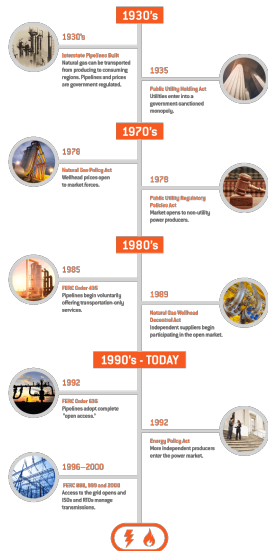 1930's
1930's
Interstate Pipelines Built
Natural gas can be transported
from producing to consuming
regions. Pipelines and prices
are government regulated.
1935
Public Utility Holding Act
Utilities enter into a
government-sanctioned
monopoly.
1970's
1978
Natural Gas Policy Act
Wellhead prices open
to market forces.
1978
Public Utility Regulatory
Policies Act
Market opens to non-utility
power producers.
1980's
1985
FERC Order 436
Pipelines begin voluntarily
offering transportation-only
services.
1989
Natural Gas Wellhead
Decontrol Act
Independent suppliers begin
participating in the open market.
1990's - TODAY
1992
FERC Order 636
Pipelines adopt complete
"open access."
1992
Energy Policy Act
More independent producers
enter the power market.
1996–2000
FERC 888, 889 and 2000
Access to the grid opens and
ISOs and RTOs manage
transmissions.